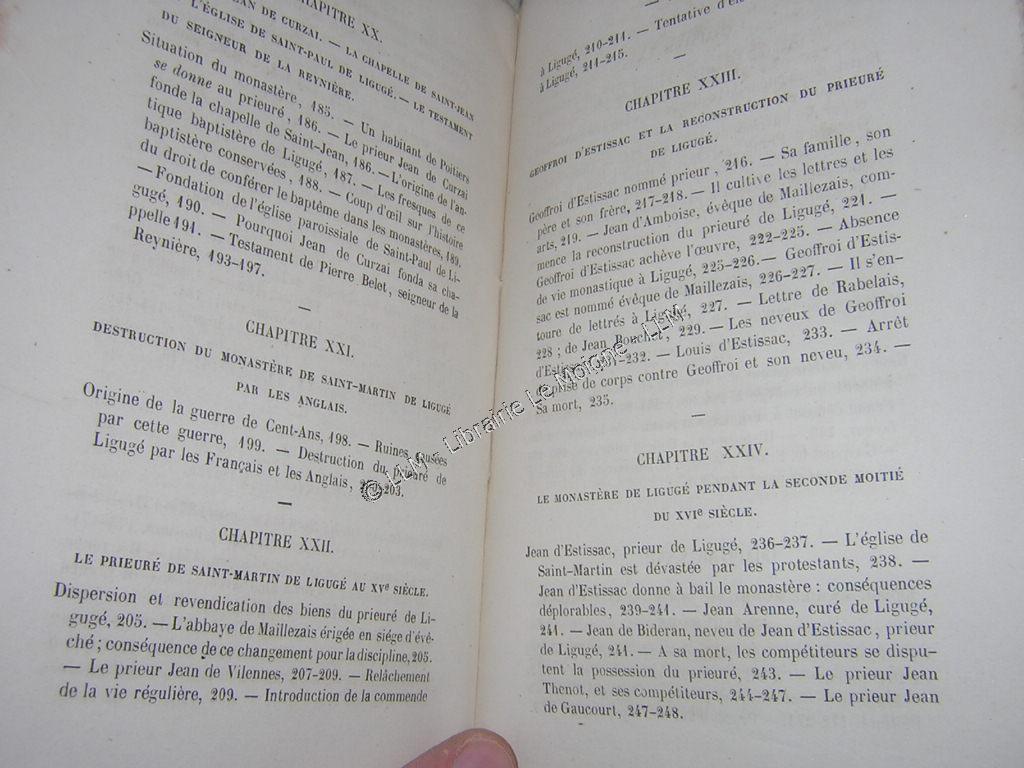 CHAPITRE XX.
JEAN DE CURZAI. — LA CHAPELLE DE SAINT-JEAN
L'ÉGLISE DE SAINT-PAUL DE LIGUGÉ. — LE TESTAMENT
DU SEIGNEUR DE LA REYNIÈRE.
Situation du monastère, 185. — Un habitant de Poitiers
se donne au prieuré, 186. — Le prieur Jean de Curzai
fonde la chapelle de Saint-Jean, 186. — L'origine de l'an-
tique baptistère de Ligugé, 187. — Les fresques de ce
baptistère conservées, 188. — Coup d'œil sur l'histoire
du droit de conférer le baptême dans les monastères, 189.
— Fondation de l'église paroissiale de Saint-Paul de Li-
gugé, 190. — Pourquoi Jean de Curzai fonda sa cha-
pelle 191. — Testament de Pierre Belot, seigneur de la
Reynière, 193-197.
—
CHAPITRE XXI.
DESTRUCTION DU MONASTÈRE DE SAINT-MARTIN DE LIGUGÉ
PAR LES ANGLAIS.
Origine de la guerre de Cent-Ans, 198. — Ruines causées
par cette guerre, 199. — Destruction du prieuré de
Ligugé par les Français et les Anglais, -203.
—
CHAPITRE XXII.
LE PRIEURÉ DE SAINT-MARTIN DE LIGUGÉ AU XVe SIÈCLE.
Dispersion et revendication des biens du prieuré de Li-
gugé, 205. — L'abbaye de Maillezais érigée en siége d'évê-
ché ; conséquence de ce changement pour la discipline, 205.
— Le prieur Jean de Vilennes, 207-209. — Relâchement
de la vie régulière, 209. — Introduction de la commende
à Ligugé, 210-211. — Tentative
à Ligugé, 211-215.
—
CHAPITRE XXIII.
GEOFFROI D'ESTISSAC ET LA RECONSTRUCTION DU PRIEURÉ
DE LIGUGÉ.
Geoffroi d'Estissac nommé prieur, 216. — Sa famille, son
père et son frère, 217-218. — Il cultive les lettres et les
arts, 219. — Jean d'Amboise, évêque de Maillezais, com-
mence la reconstruction du prieuré de Ligugé, 221. —
Geoffroi d'Estissac achève l'œuvre, 222-225. — Absence
de vie monastique à Ligugé, 225-226. — Geoffroi d'Estis-
sac est nommé évêque de Maillezais, 226-227. — Il s'en-
toure de lettrés à Ligugé, 227. — Lettre de Rabelais,
228 ; de Jean Bouchet, 229. — Les neveux de Geoffroi
d'Estissac, -232. — Louis d'Estissac, 233. — Arrêt
de prise de corps contre Geoffroi et son neveu, 234. —
Sa mort, 235.
—
CHAPITRE XXIV.
LE MONASTÈRE DE LIGUGÉ PENDANT LA SECONDE MOITIÉ
DU XVIe SIÈCLE.
Jean d'Estissac, prieur de Ligugé, 236-237. — L'église de
Saint-Martin est dévastée par les protestants, 238. —
Jean d'Estissac donne à bail le monastère : conséquences
déplorables, 239-241. — Jean Arenne, curé de Ligugé,
241. — Jean de Bideran, neveu de Jean d'Estissac, prieur
de Ligugé, 241. — A sa mort, les compétiteurs se dispu-
tent la possession du prieuré, 243. — Le prieur Jean
Thenot, et ses compétiteurs, 244-247. — Le prieur Jean
de Gaucourt, 247-248.
© LLM - Librairie Le Moigne - LLM